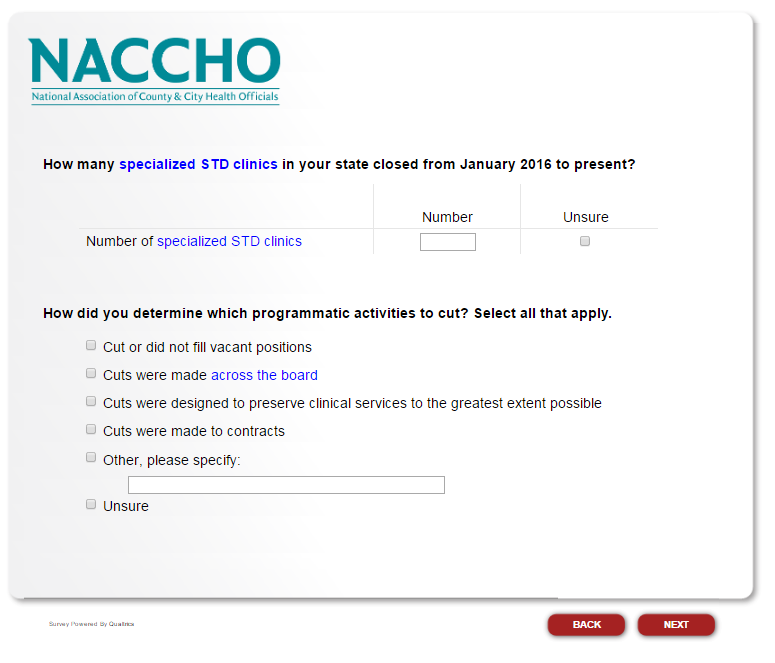 NACCHO
National Association of County & City Health Officials
How many specialized STD clinics in your state closed from January 2016 to present?
Number Unsure
Number of specialized STD clinics
How did you determine which programmatic activities to cut? Select all that apply.
Cut or did not fill vacant positions
Cuts were made across the board
Cuts were designed to preserve clinical services to the greatest extent possible
Cuts were made to contracts
Other, please specify:
Unsure
Survey Powered By Qualtrics
BACK NEXT